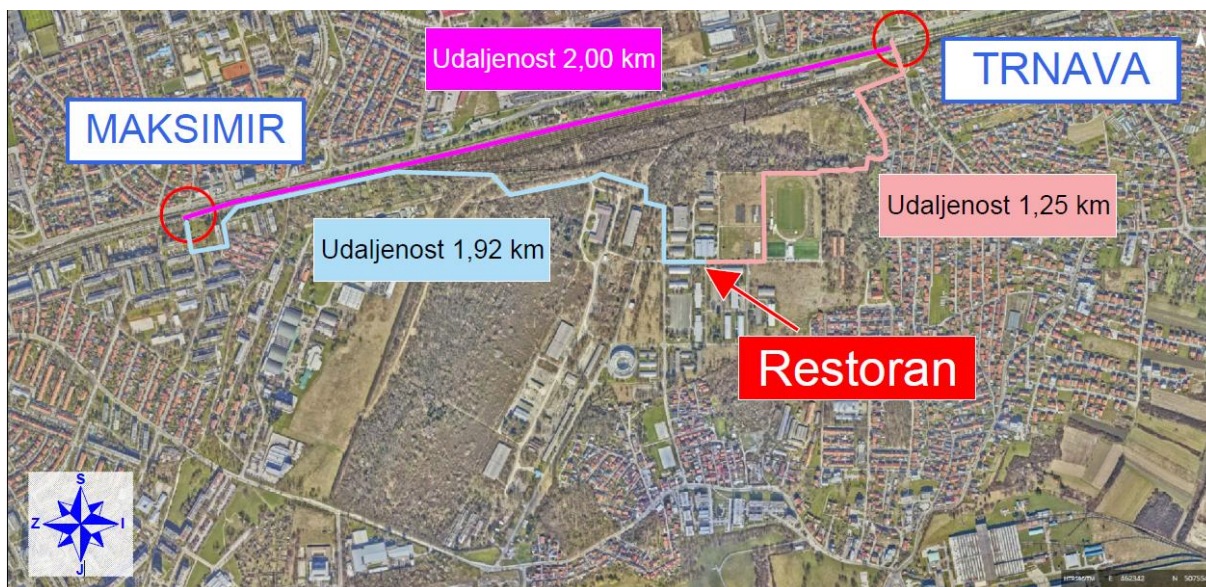 Udaljenost 2,00 km
TRNAVA
MAKSIMIR
Udaljenost 1,25 km
Udaljenost 1,92 km
Restoran
S
Z
I
J